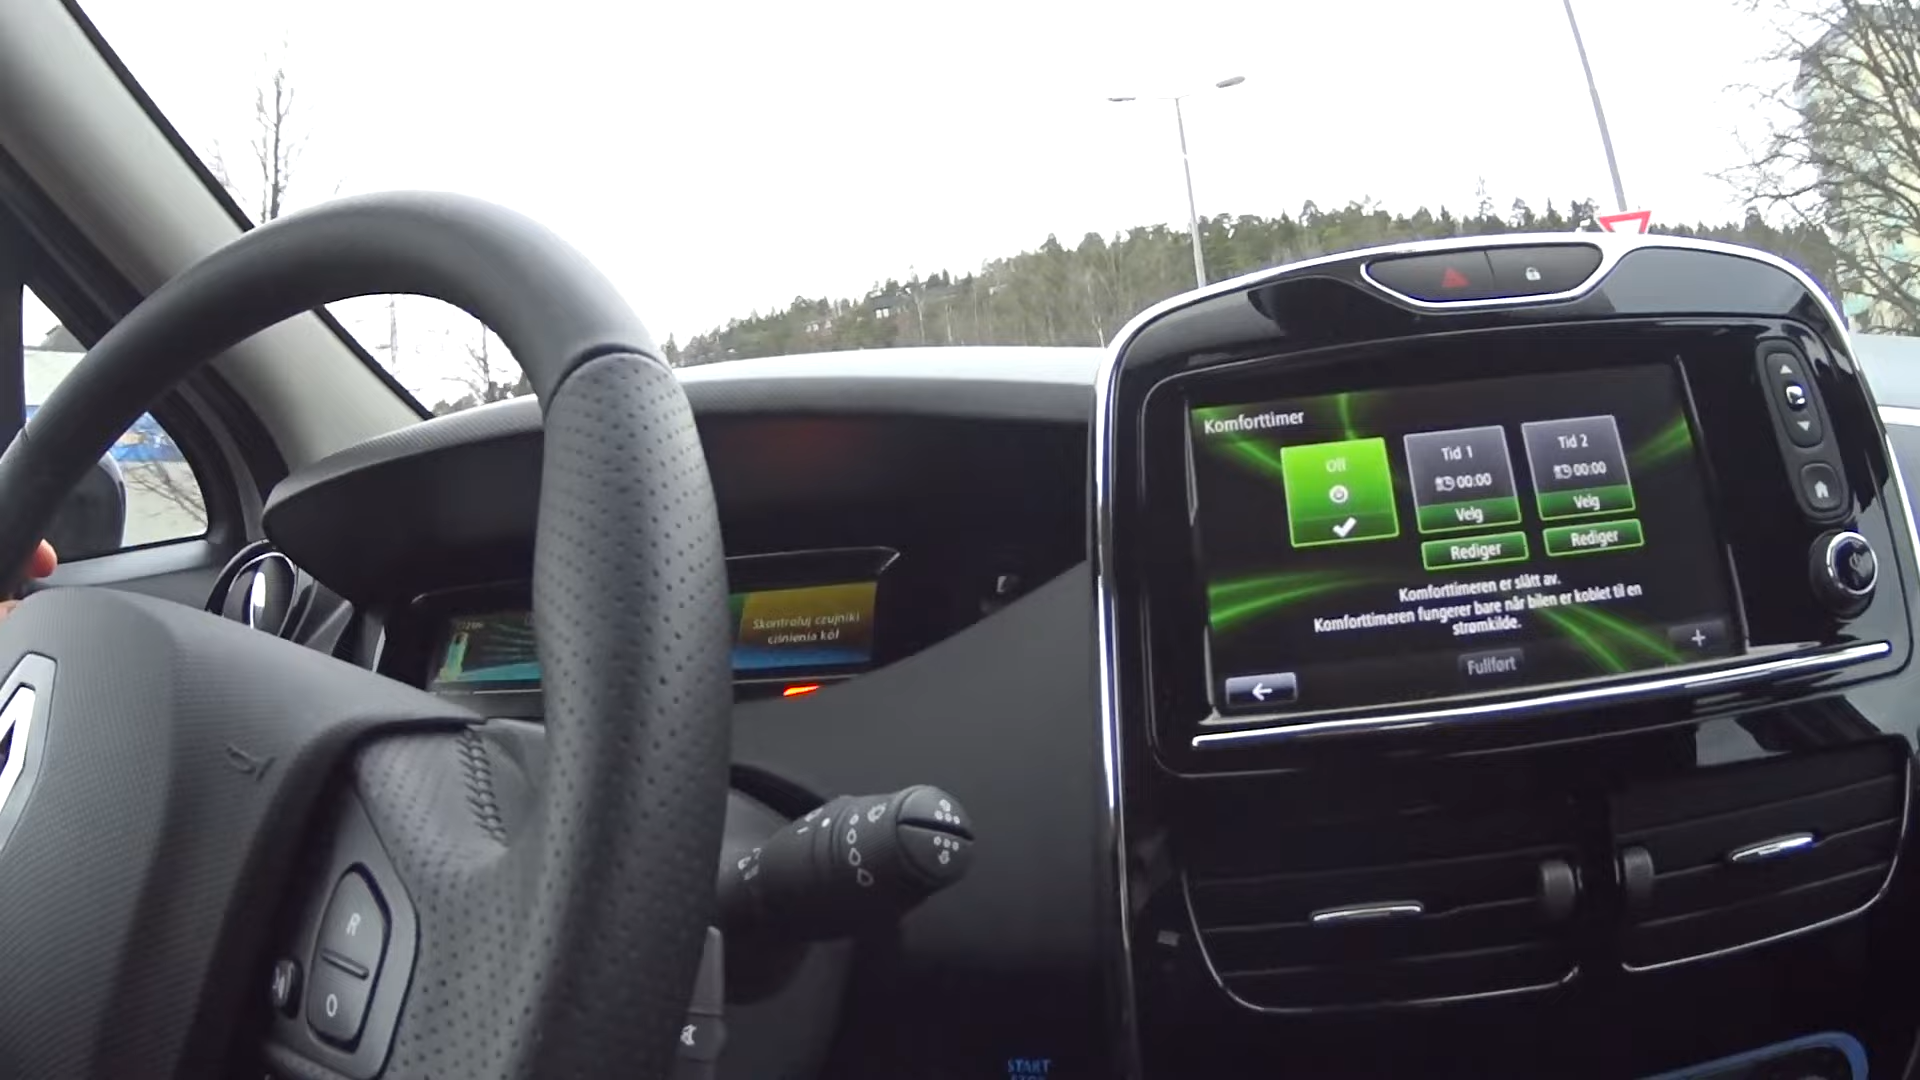 Komforttimer
Off
Tid 1
00:00
Velg
Rediger
Tid 2
00:00
Velg
Rediger
Komforttimeren er slått av.
Komforttimeren fungerer bare når bilen er koblet til en
strømkilde.
Fullført
Skontroluj czujniki
ciśnienia kół
R
O
START
STOP